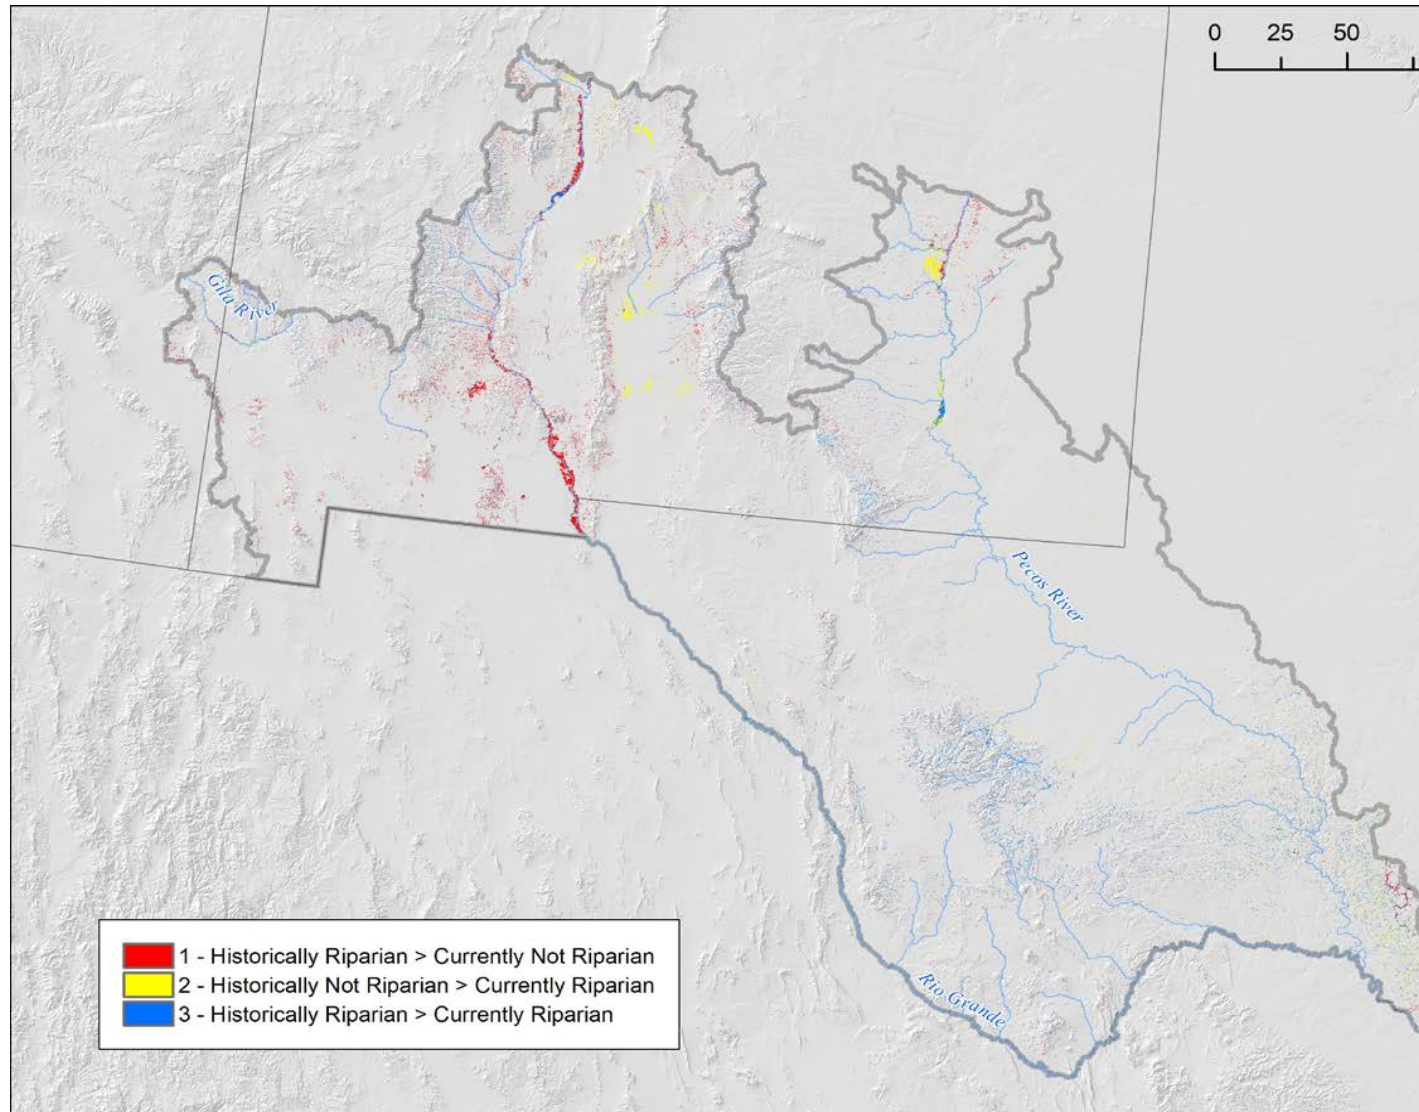 0 25 50
Gila River
Pecos River
Rio Grande
1 - Historically Riparian > Currently Not Riparian
2 - Historically Not Riparian > Currently Riparian
3 - Historically Riparian > Currently Riparian